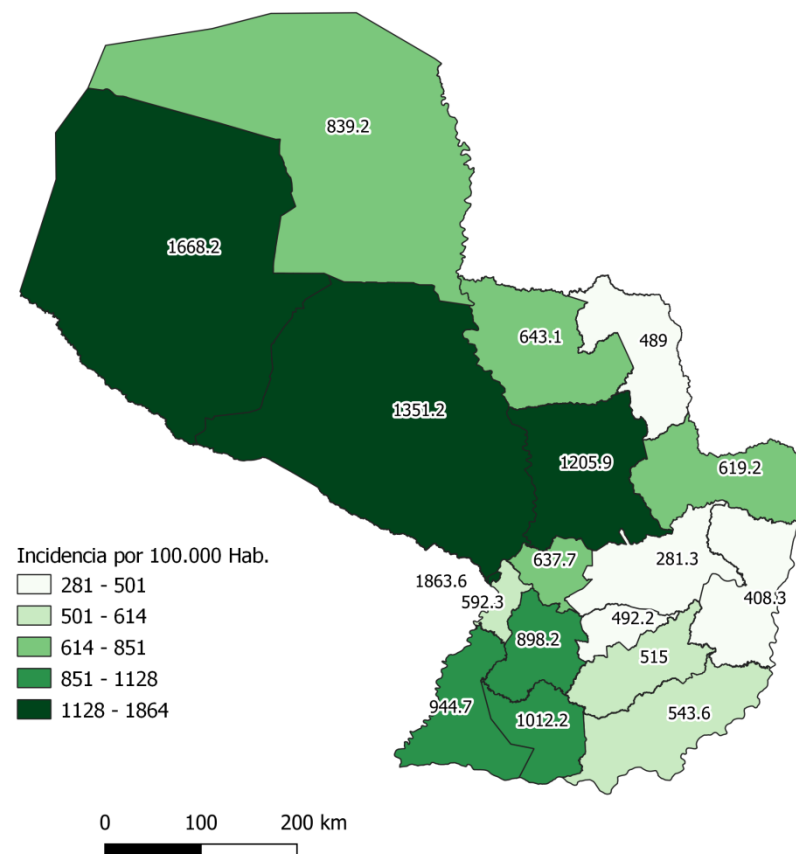 839.2
1668.2
643.1
489
1351.2
1205.9
619.2
Incidencia por 100.000 Hab.
281 - 501
501 - 614
614 - 851
851 - 1128
1128 - 1864
637.7
281.3
1863.6
592.3
408.3
492.2
898.2
515
944.7
1012.2
543.6
0 100 200 km